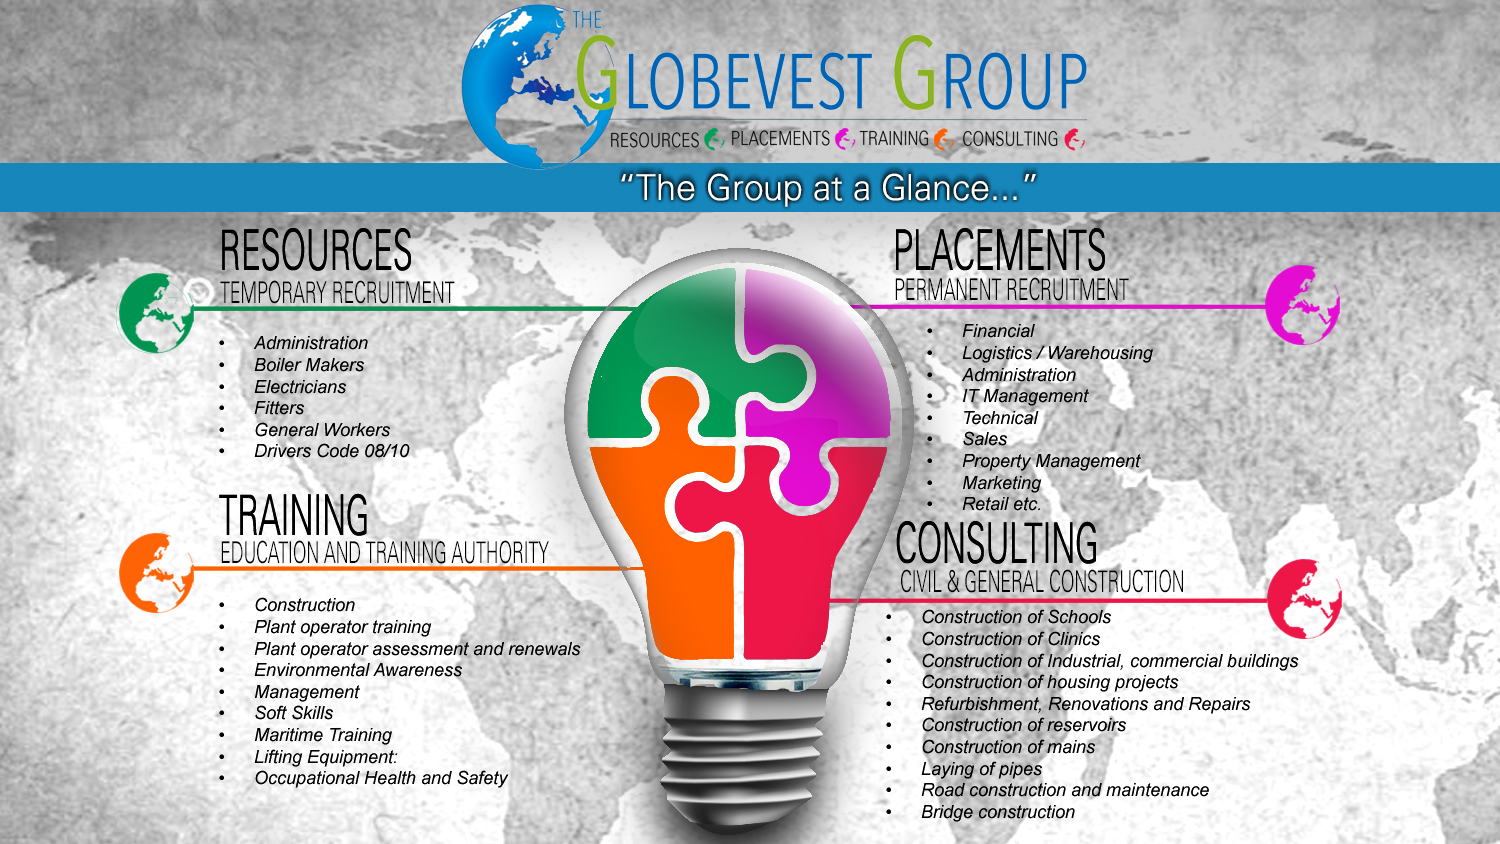 THE
GLOBEVEST GROUP
RESOURCES PLACEMENTS TRAINING CONSULTING
“The Group at a Glance...”
RESOURCES
TEMPORARY RECRUITMENT
• Administration
• Boiler Makers
• Electricians
• Fitters
• General Workers
• Drivers Code 08/10
TRAINING
EDUCATION AND TRAINING AUTHORITY
• Construction
• Plant operator training
• Plant operator assessment and renewals
• Environmental Awareness
• Management
• Soft Skills
• Maritime Training
• Lifting Equipment:
• Occupational Health and Safety
PLACEMENTS
PERMANENT RECRUITMENT
• Financial
• Logistics / Warehousing
• Administration
• IT Management
• Technical
• Sales
• Property Management
• Marketing
• Retail etc.
CONSULTING
CIVIL & GENERAL CONSTRUCTION
• Construction of Schools
• Construction of Clinics
• Construction of Industrial, commercial buildings
• Construction of housing projects
• Refurbishment, Renovations and Repairs
• Construction of reservoirs
• Construction of mains
• Laying of pipes
• Road construction and maintenance
• Bridge construction